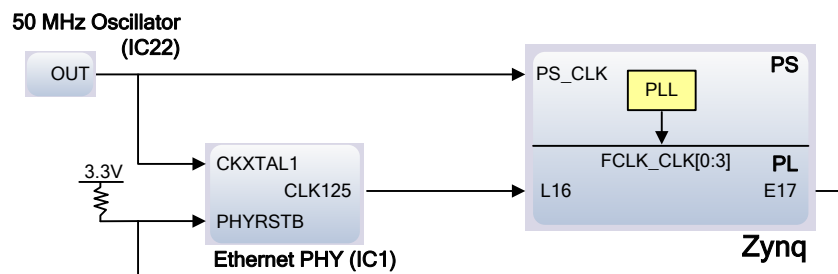 50 MHz Oscillator
(IC22)
OUT
PS_CLK
PS
PLL
3.3V
CKXTAL1
CLK125
PHYRSTB
FCLK_CLK[0:3]
PL
L16
E17
Ethernet PHY (IC1)
Zynq